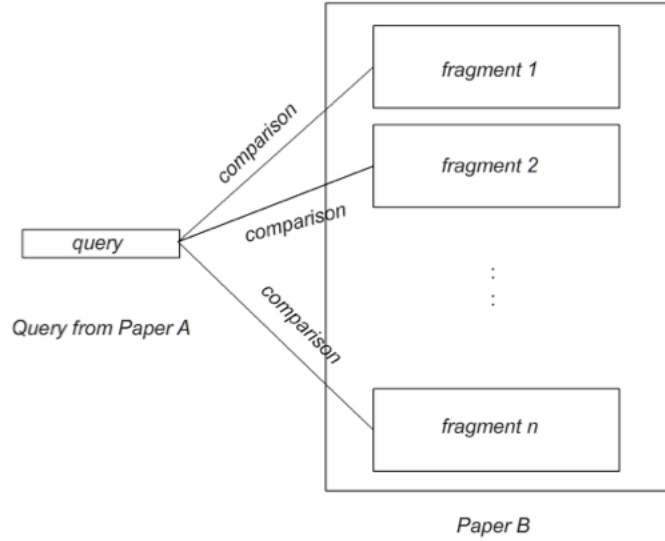 fragment 1
comparison
fragment 2
comparison
query
comparison
Query from Paper A
fragment n
Paper B